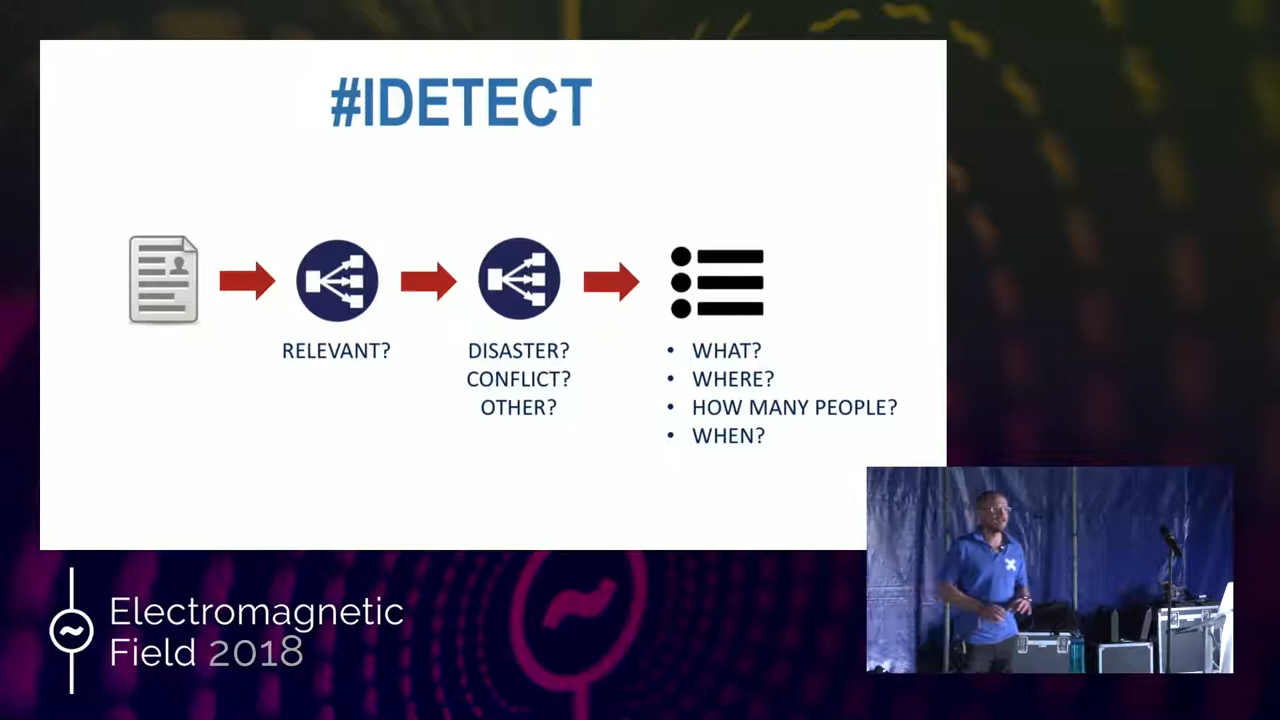 #IDETECT
RELEVANT?
DISASTER?
CONFLICT?
OTHER?
• WHAT?
• WHERE?
• HOW MANY PEOPLE?
• WHEN?
Electromagnetic
Field 2018